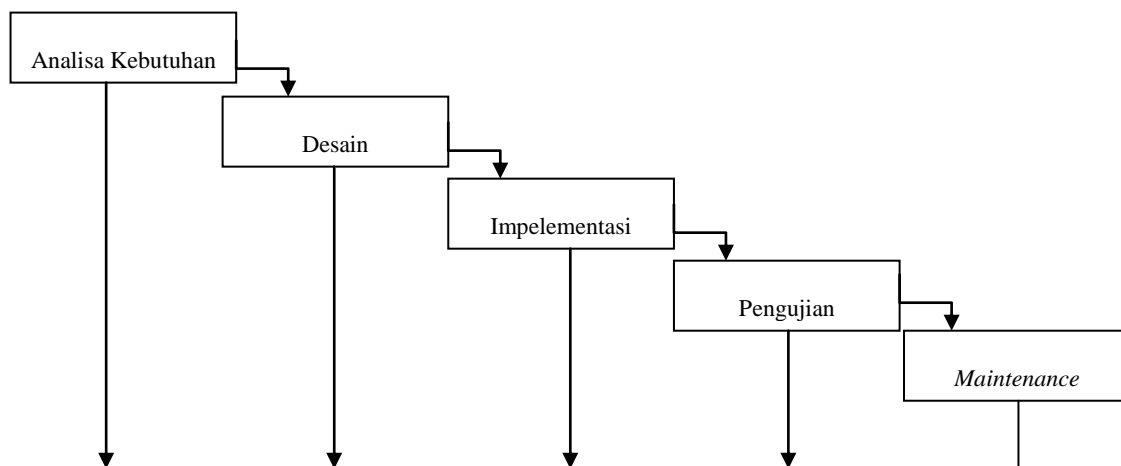 Analisa Kebutuhan
Desain
Impelementasi
Pengujian
Maintenance